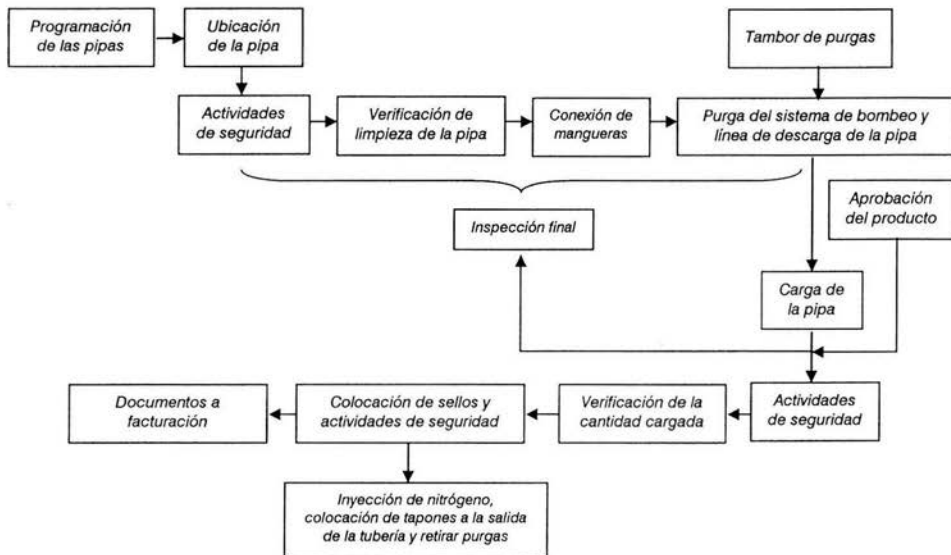 Programación
de las pipas
Ubicación
de la pipa
Tambor de purgas
Actividades
de seguridad
Verificación de
limpieza de la pipa
Conexión de
mangueras
Purga del sistema de bombeo y
línea de descarga de la pipa
Inspección final
Aprobación
del producto
Carga de
la pipa
Documentos a
facturación
Colocación de sellos y
actividades de seguridad
Verificación de la
cantidad cargada
Actividades
de seguridad
Inyección de nitrógeno,
colocación de tapones a la salida
de la tubería y retirar purgas